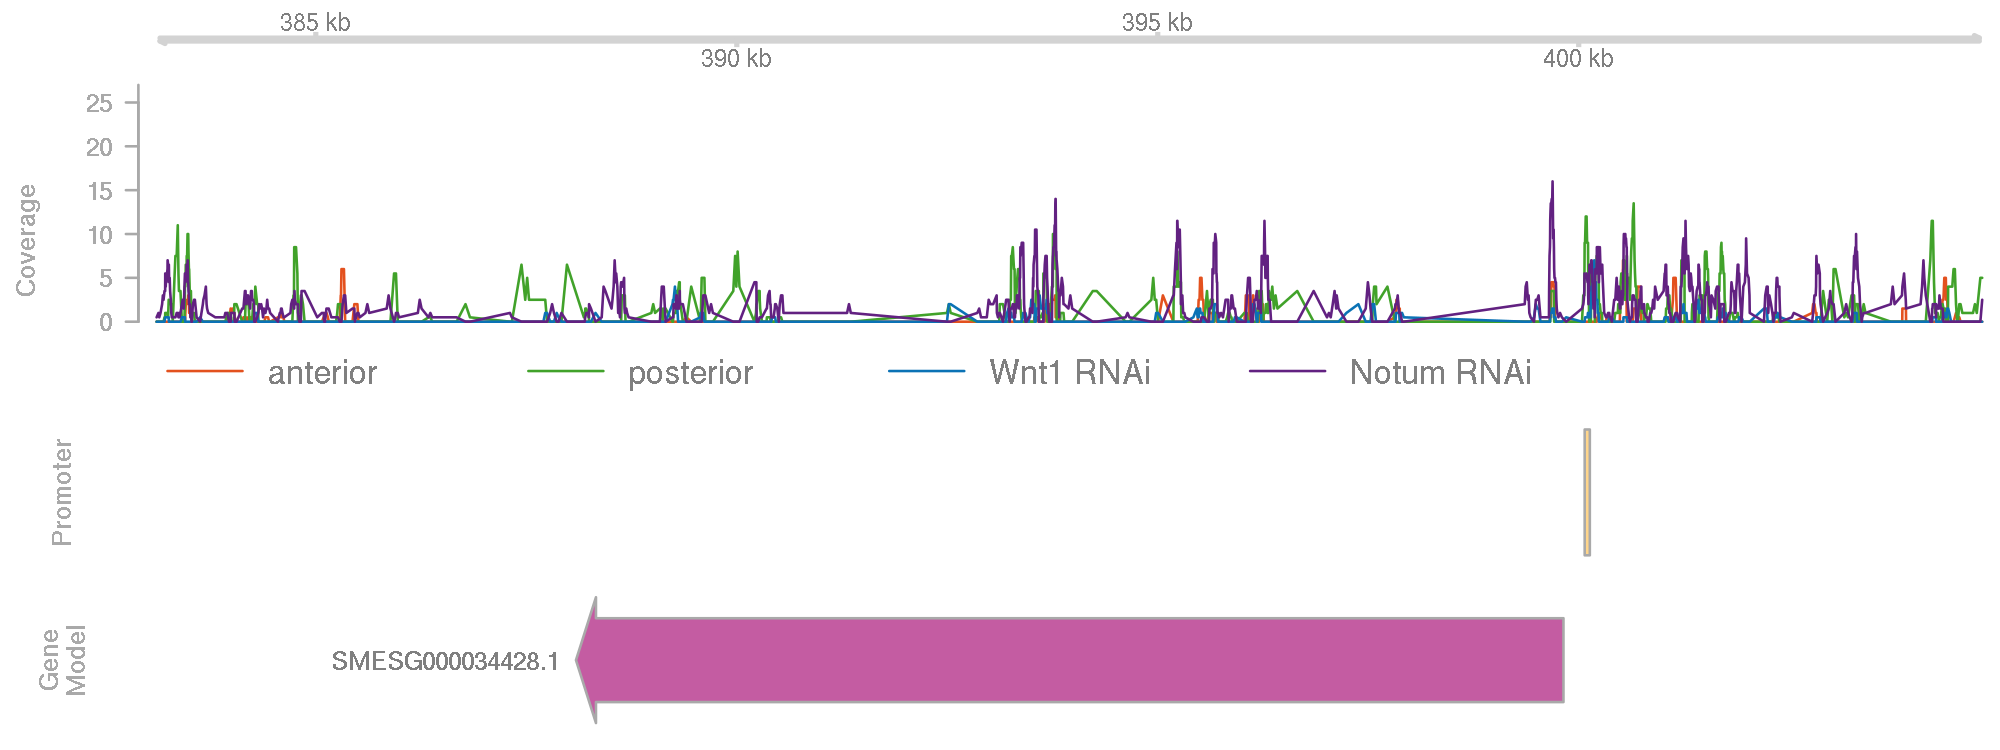 385 kb
395 kb
390 kb
400 kb
Coverage
25
20
15
10
5
0
anterior
posterior
Wnt1 RNAi
Notum RNAi
Promoter
Gene
Model
SMESG000034428.1